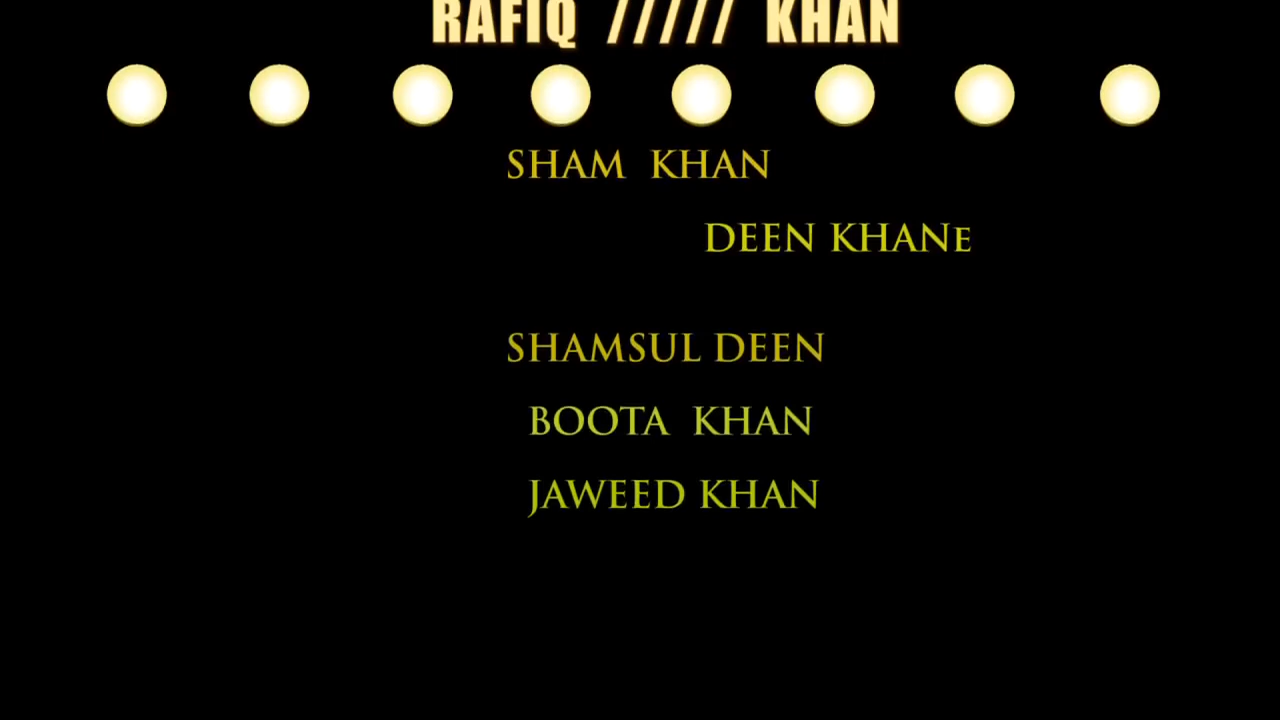 RAFIQ ///// KHAN
SHAM KHAN
DEEN KHANE
SHAMSUL DEEN
BOOTA KHAN
JAWEED KHAN